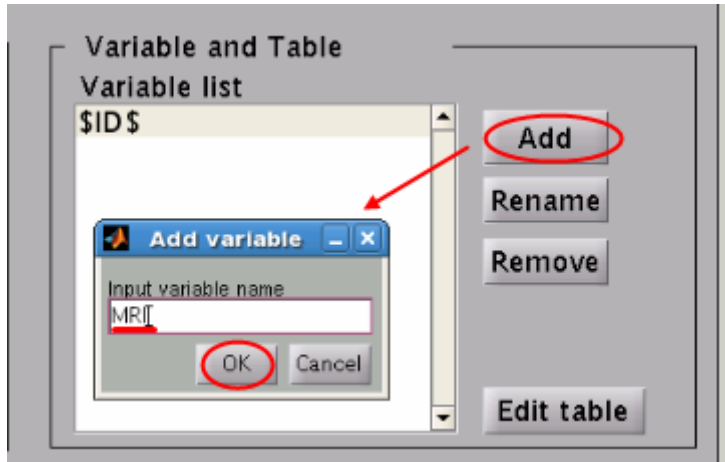 Variable and Table
Variable list
$ID$
Add
Rename
Remove
Add variable
Input variable name
MRI
OK Cancel
Edit table